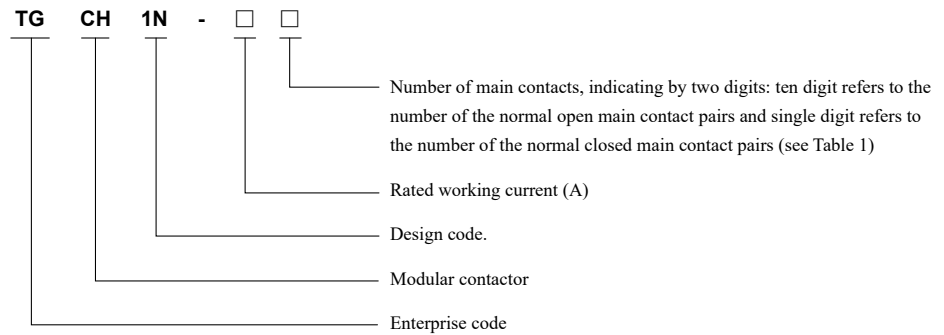 TG CH 1N - □ □
Number of main contacts, indicating by two digits: ten digit refers to the
number of the normal open main contact pairs and single digit refers to
the number of the normal closed main contact pairs (see Table 1)
Rated working current (A)
Design code.
Modular contactor
Enterprise code